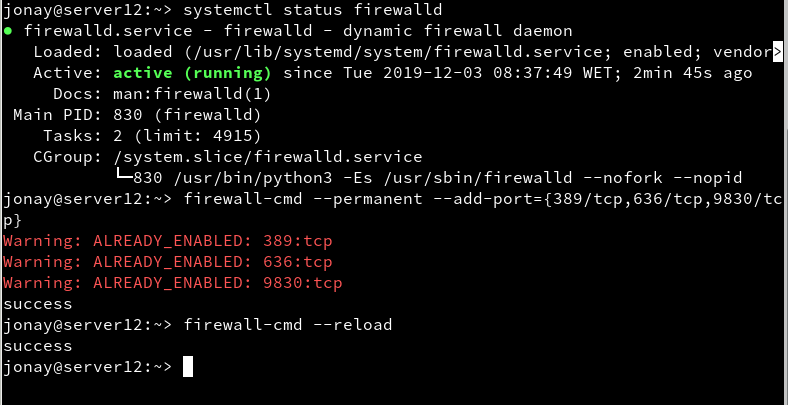 jonay@server12:~> systemctl status firewalld
● firewalld.service - firewalld - dynamic firewall daemon
   Loaded: loaded (/usr/lib/systemd/system/firewalld.service; enabled; vendor>
   Active: active (running) since Tue 2019-12-03 08:37:49 WET; 2min 45s ago
     Docs: man:firewalld(1)
 Main PID: 830 (firewalld)
    Tasks: 2 (limit: 4915)
   CGroup: /system.slice/firewalld.service
           └─830 /usr/bin/python3 -Es /usr/sbin/firewalld --nofork --nopid
jonay@server12:~> firewall-cmd --permanent --add-port={389/tcp,636/tcp,9830/tc
p}
Warning: ALREADY_ENABLED: 389:tcp
Warning: ALREADY_ENABLED: 636:tcp
Warning: ALREADY_ENABLED: 9830:tcp
success
jonay@server12:~> firewall-cmd --reload
success
jonay@server12:~>